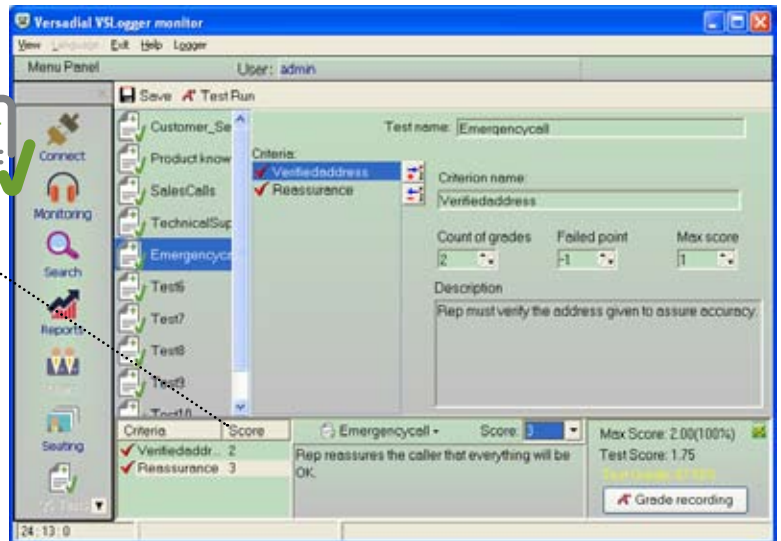 Versadial VSLogger monitor
View Language Exit Help Logger
Menu Panel User: admin
Save Test Run
Connect
Monitoring
Search
Reports
Seating
Customer_Se
Product know
SalesCalls
TechnicalSup
Emergencyca
Test6
Test7
Test8
Test9
Test10
Test name: Emergencycall
Criteria:
Verifiedaddress
Reassurance
Criterion name:
Verifiedaddress
Count of grades Failed point Max score
2 -1 1
Description
Rep must verify the address given to assure accuracy.
Criteria Score
Verifiedaddr... 2
Reassurance 3
Emergencycall Score: 3
Rep reassures the caller that everything will be
OK.
Max Score: 2.00(100%)
Test Score: 1.75
Grade recording
24:13:0